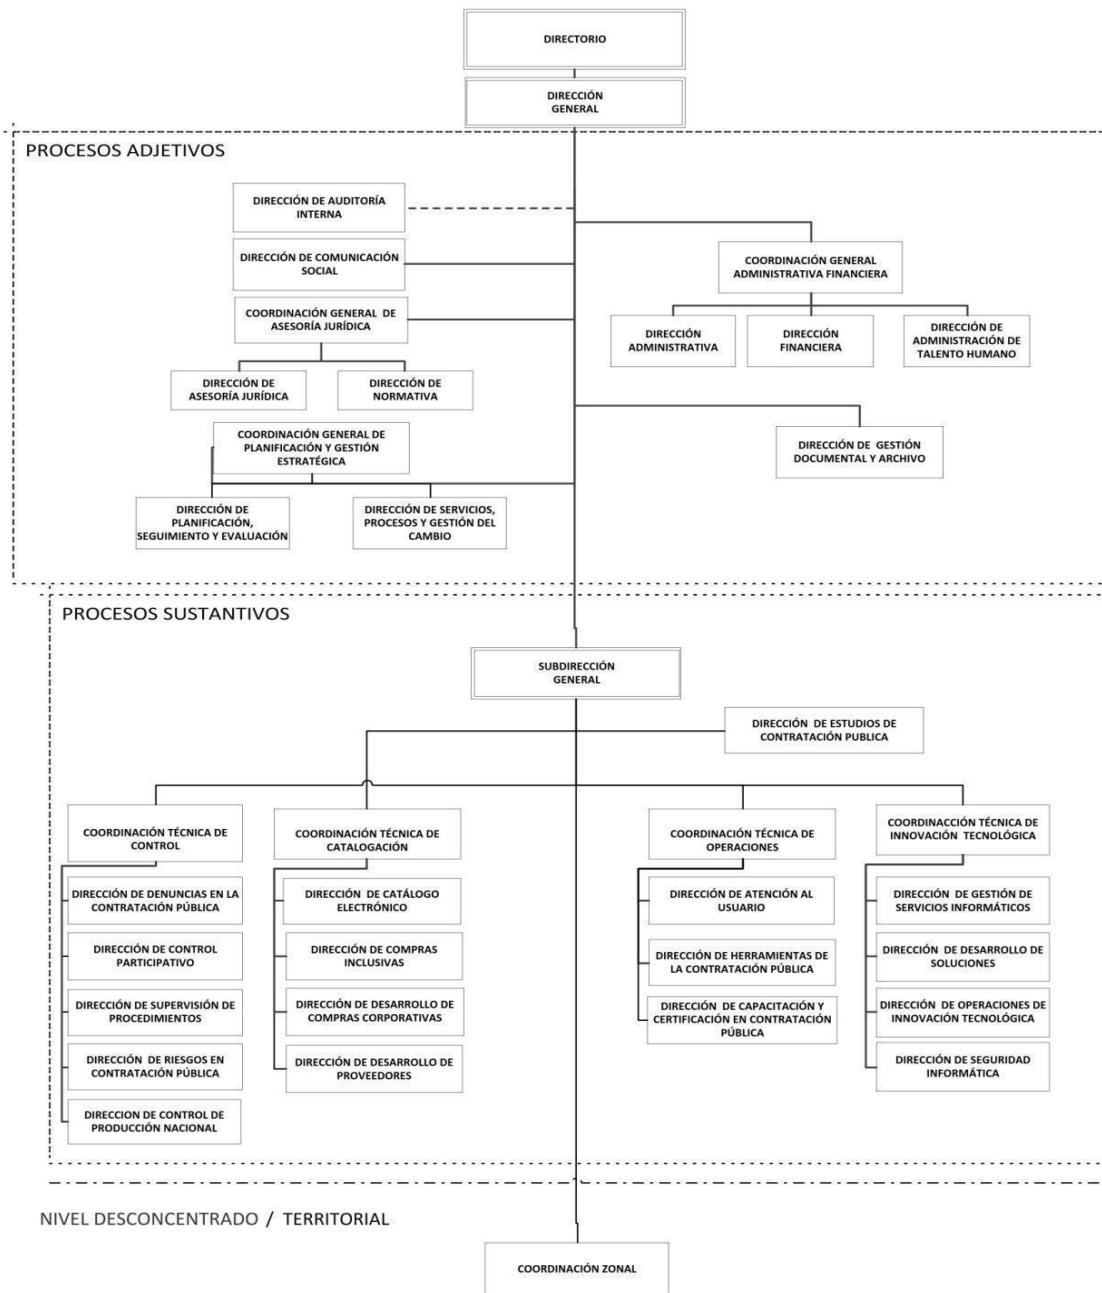 DIRECTORIO
DIRECCIÓN
GENERAL
PROCESOS ADJETIVOS
DIRECCIÓN DE AUDITORÍA
INTERNA
DIRECCIÓN DE COMUNICACIÓN
SOCIAL
COORDINACIÓN GENERAL DE
ASESORÍA JURÍDICA
DIRECCIÓN DE
ASESORÍA JURÍDICA
DIRECCIÓN DE
NORMATIVA
COORDINACIÓN GENERAL DE
PLANIFICACIÓN Y GESTIÓN
ESTRATÉGICA
DIRECCIÓN DE
PLANIFICACIÓN,
SEGUIMIENTO Y EVALUACIÓN
DIRECCIÓN DE SERVICIOS,
PROCESOS Y GESTIÓN DEL
CAMBIO
COORDINACIÓN GENERAL
ADMINISTRATIVA FINANCIERA
DIRECCIÓN
ADMINISTRATIVA
DIRECCIÓN
FINANCIERA
DIRECCIÓN DE
ADMINISTRACIÓN DE
TALENTO HUMANO
DIRECCIÓN DE GESTIÓN
DOCUMENTAL Y ARCHIVO
PROCESOS SUSTANTIVOS
SUBDIRECCIÓN
GENERAL
DIRECCIÓN DE ESTUDIOS DE
CONTRATACIÓN PUBLICA
COORDINACIÓN TÉCNICA DE
CONTROL
DIRECCIÓN DE DENUNCIAS EN LA
CONTRATACIÓN PÚBLICA
DIRECCIÓN DE CONTROL
PARTICIPATIVO
DIRECCIÓN DE SUPERVISIÓN DE
PROCEDIMIENTOS
DIRECCIÓN DE RIESGOS EN
CONTRATACIÓN PÚBLICA
DIRECCION DE CONTROL DE
PRODUCCIÓN NACIONAL
COORDINACIÓN TÉCNICA DE
CATALOGACIÓN
DIRECCIÓN DE CATÁLOGO
ELECTRÓNICO
DIRECCIÓN DE COMPRAS
INCLUSIVAS
DIRECCIÓN DE DESARROLLO DE
COMPRAS CORPORATIVAS
DIRECCIÓN DE DESARROLLO DE
PROVEEDORES
COORDINACIÓN TÉCNICA DE
OPERACIONES
DIRECCIÓN DE ATENCIÓN AL
USUARIO
DIRECCIÓN DE HERRAMIENTAS DE
LA CONTRATACIÓN PÚBLICA
DIRECCIÓN DE CAPACITACIÓN Y
CERTIFICACIÓN EN CONTRATACIÓN
PÚBLICA
COORDINACCIÓN TÉCNICA DE
INNOVACIÓN TECNOLÓGICA
DIRECCIÓN DE GESTIÓN DE
SERVICIOS INFORMÁTICOS
DIRECCIÓN DE DESARROLLO DE
SOLUCIONES
DIRECCIÓN DE OPERACIONES DE
INNOVACIÓN TECNOLÓGICA
DIRECCIÓN DE SEGURIDAD
INFORMÁTICA
NIVEL DESCONCENTRADO / TERRITORIAL
COORDINACIÓN ZONAL